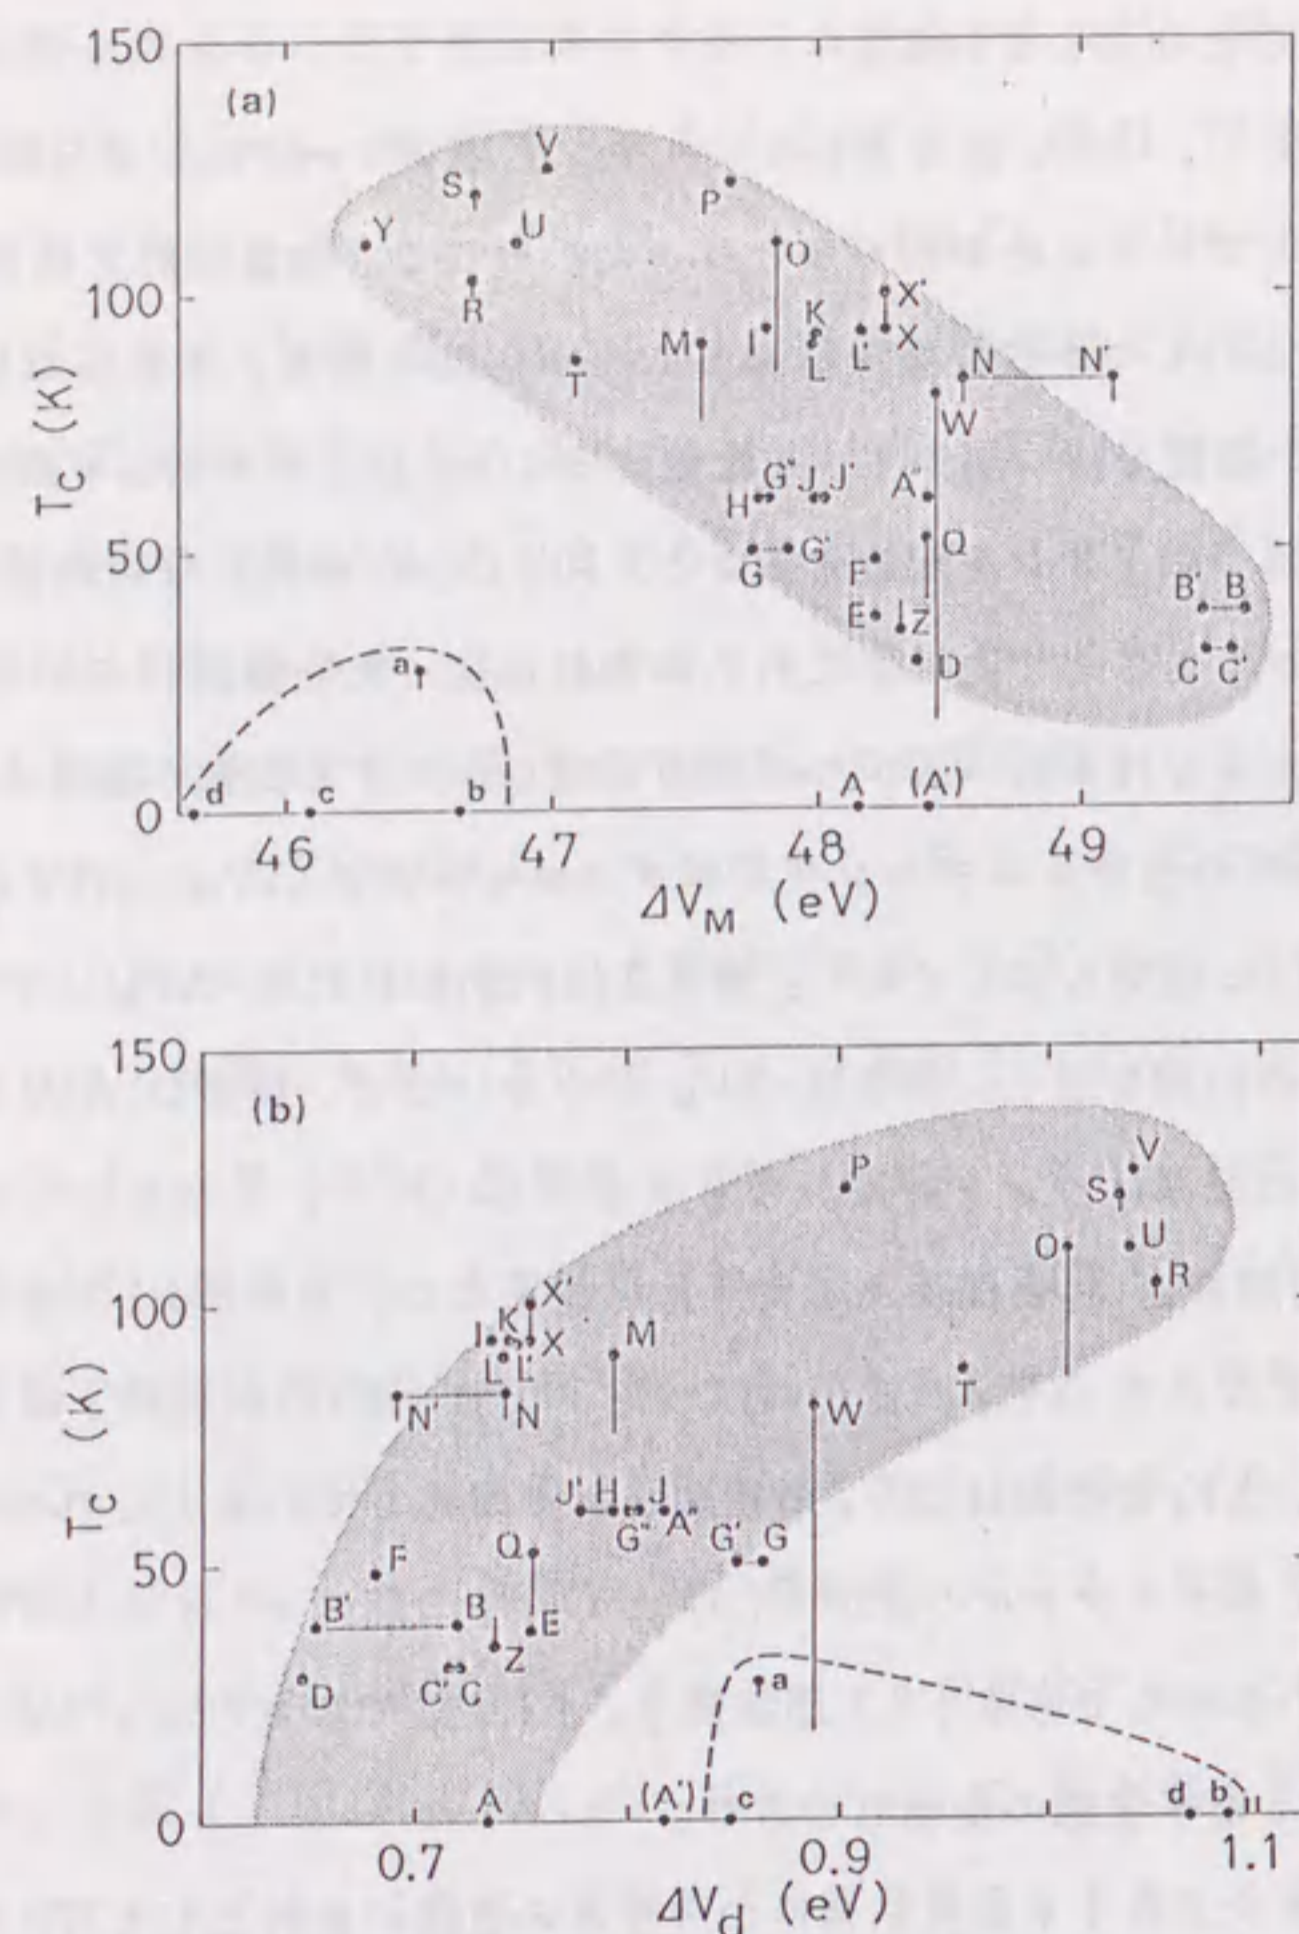 150
(a)
V
S
P
Y
U
O
100
R
X'
K
M
I
X
L
L'
T
N
N'
W
Tc (K)
G" J J'
A"
H
50
G
G'
Q
F
B' B
E
Z
a
D
C C'
0
d
c
b
A
(A')
46
47
48
49
ΔVM (eV)
150
(b)
P
V
S
O
U
R
100
X'
K
I
X
M
L L'
T
N'
N
W
Tc (K)
J' H J
G" A"
Q
G' G
50
F
B'
B
E
Z
D
C' C
a
A
(A')
c
d
b
0
0.7
0.9
1.1
ΔVd (eV)